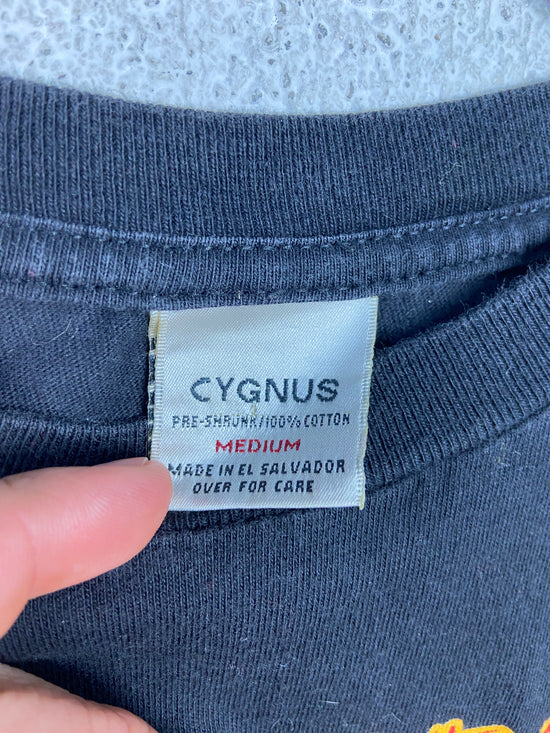 CYGNUS
PRE-SHRUNK/100% COTTON
MEDIUM
MADE IN EL SALVADOR
OVER FOR CARE